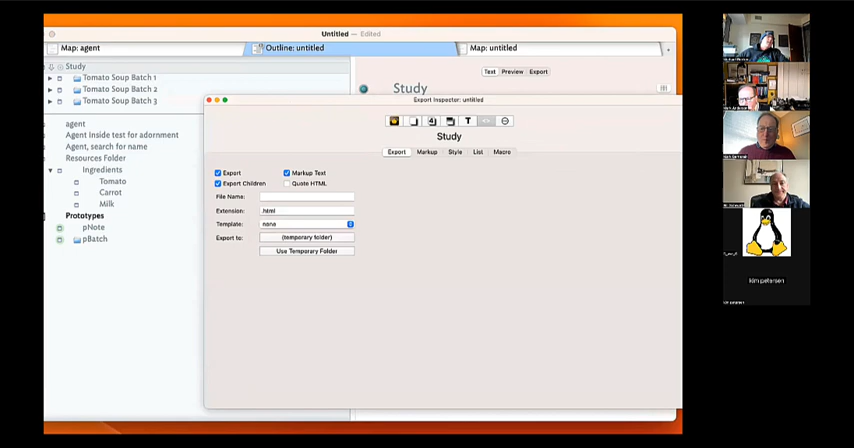 Untitled — Edited
Map: agent
Outline: untitled
Map: untitled
Study
Tomato Soup Batch 1
Tomato Soup Batch 2
Tomato Soup Batch 3
agent
Agent Inside test for adornment
Agent, search for name
Resources Folder
Ingredients
Tomato
Carrot
Milk
Prototypes
pNote
pBatch
Text Preview Export
Study
Export Inspector: untitled
Study
Export Markup Style List Macro
Export
Markup Text
Export Children
Quote HTML
File Name:
Extension: .html
Template: none
Export to: (temporary folder)
Use Temporary Folder
kim petersen